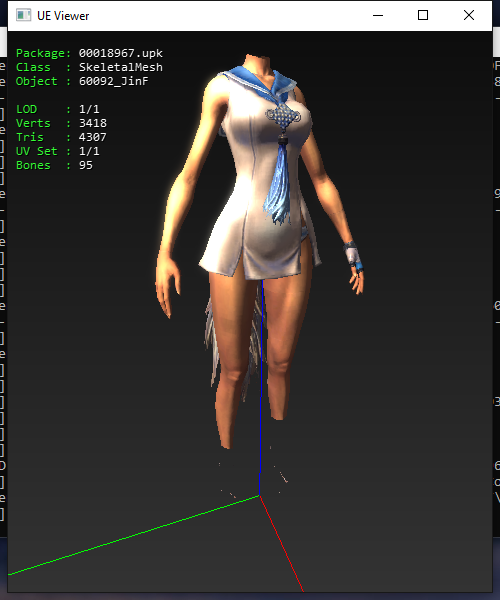 UE Viewer
Package: 00018967.upk
Class : SkeletalMesh
Object : 60092_JinF
LOD : 1/1
Verts : 3418
Tris : 4307
UV Set : 1/1
Bones : 95